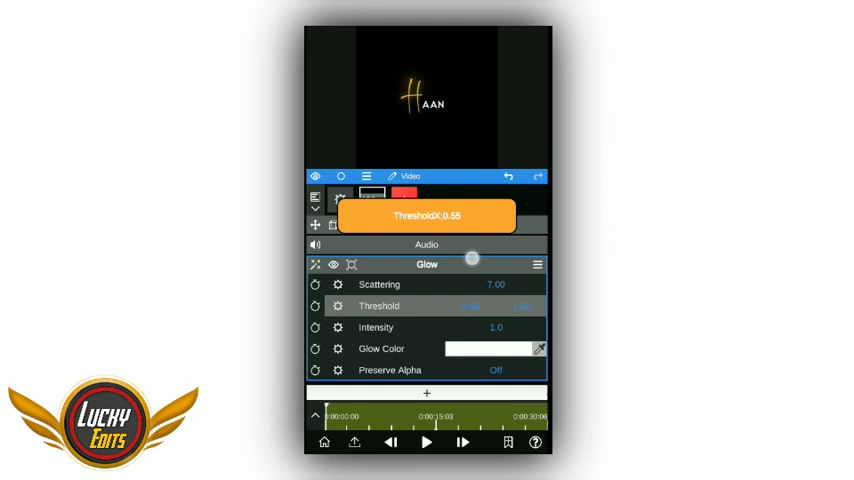 H AAN
Video
ThresholdX:0.55
Audio
Glow
Scattering 7.00
Threshold
Intensity 1.0
Glow Color
Preserve Alpha Off
+
0:00:00:00 0:00:15:03 0:00:30:06
LUCKY
EDITS